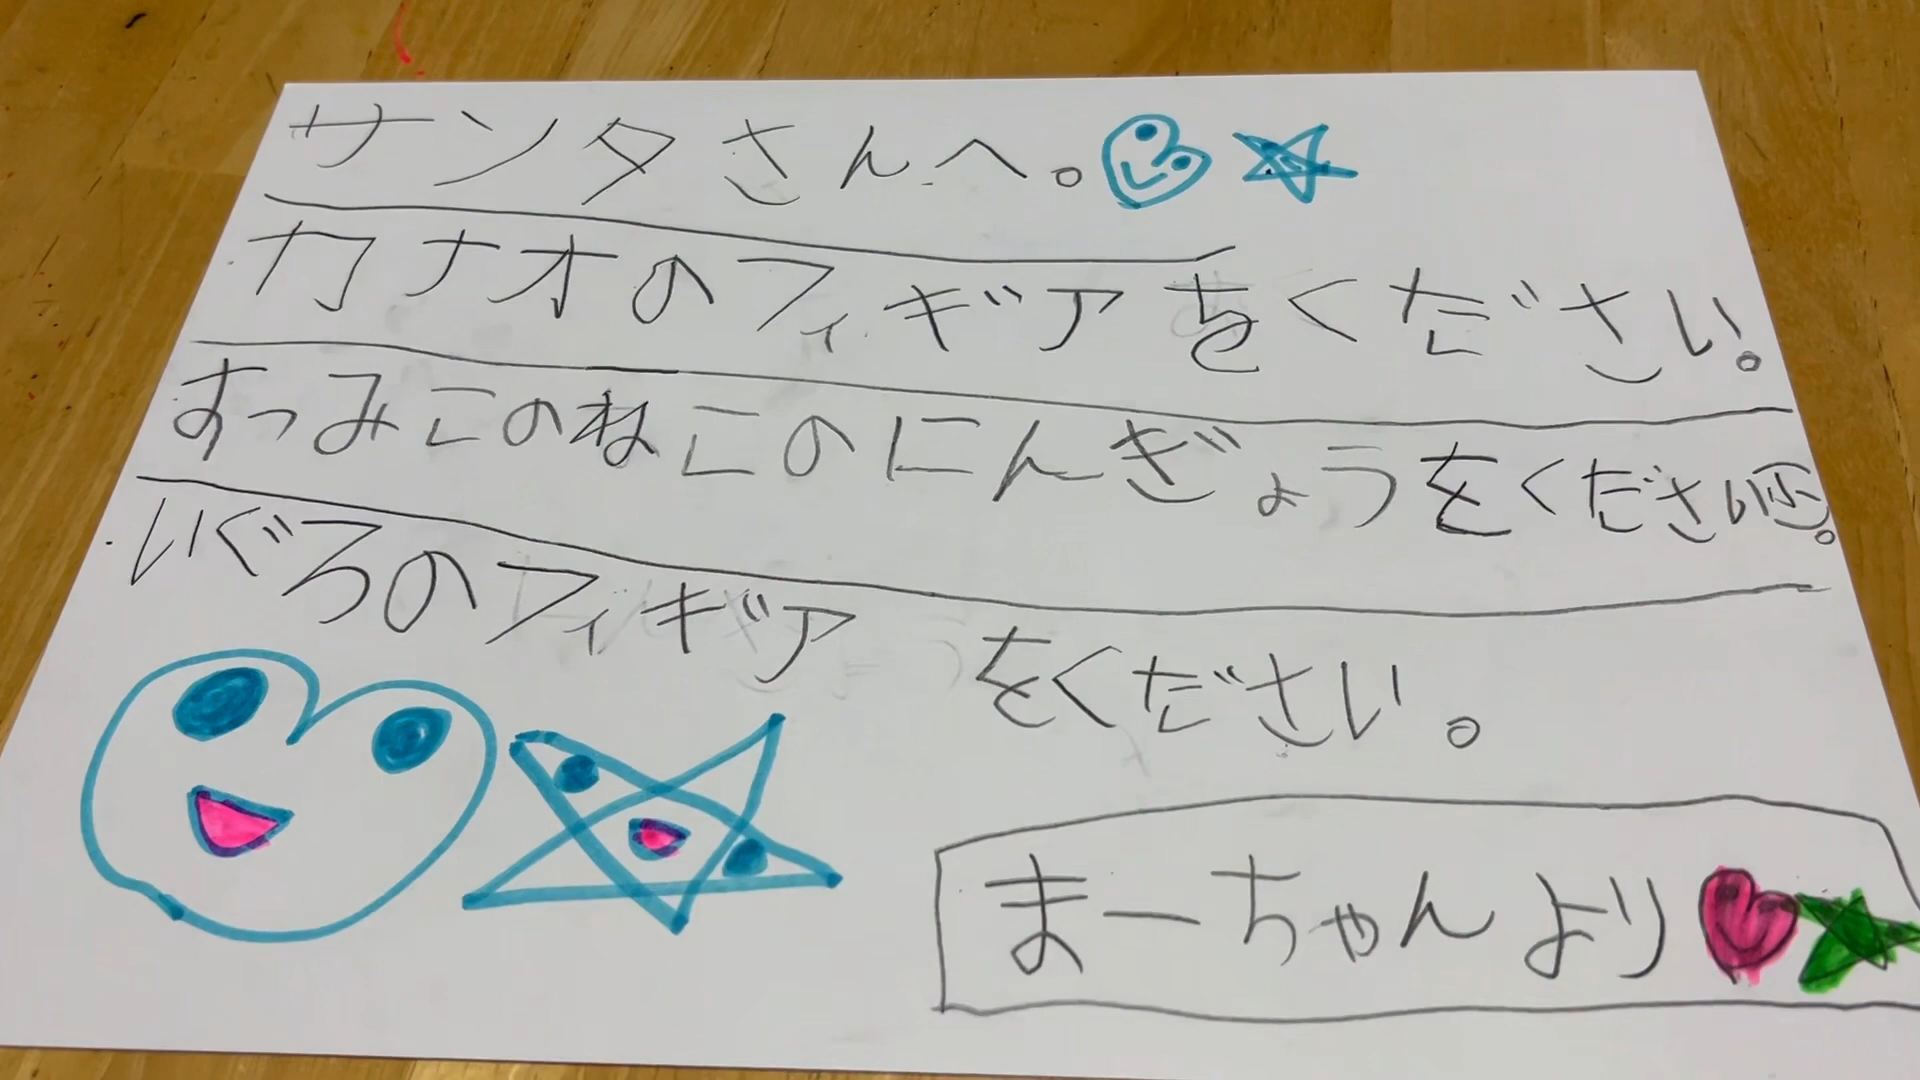 サンタさんへ。
カナオのフィギアをください。
すっみこのねこのにんぎょうをください。
いぐろのフィギアをください。
まーちゃんより